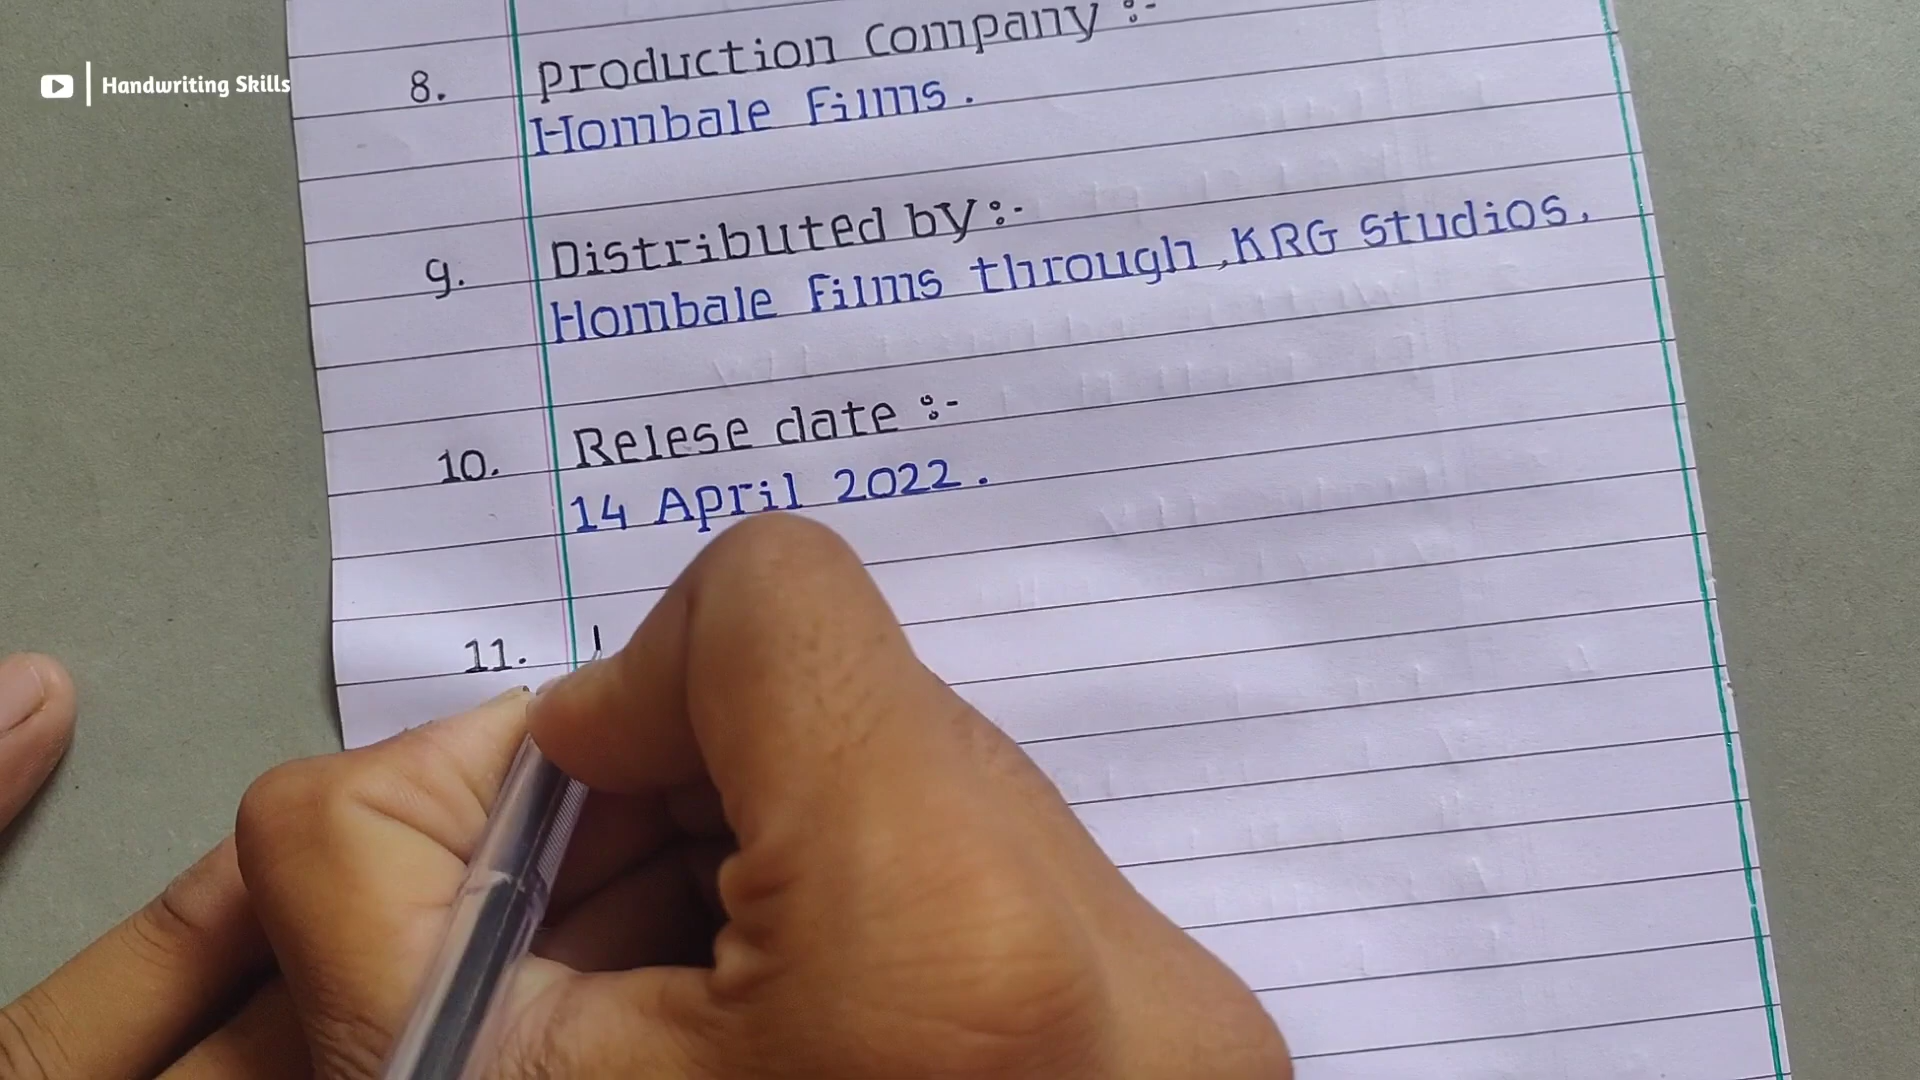 Handwriting Skills
8. Production Company :-
Hombale Films.
9. Distributed by :-
Hombale Films through, KRG studios.
10. Relese date :-
14 April 2022.
11.